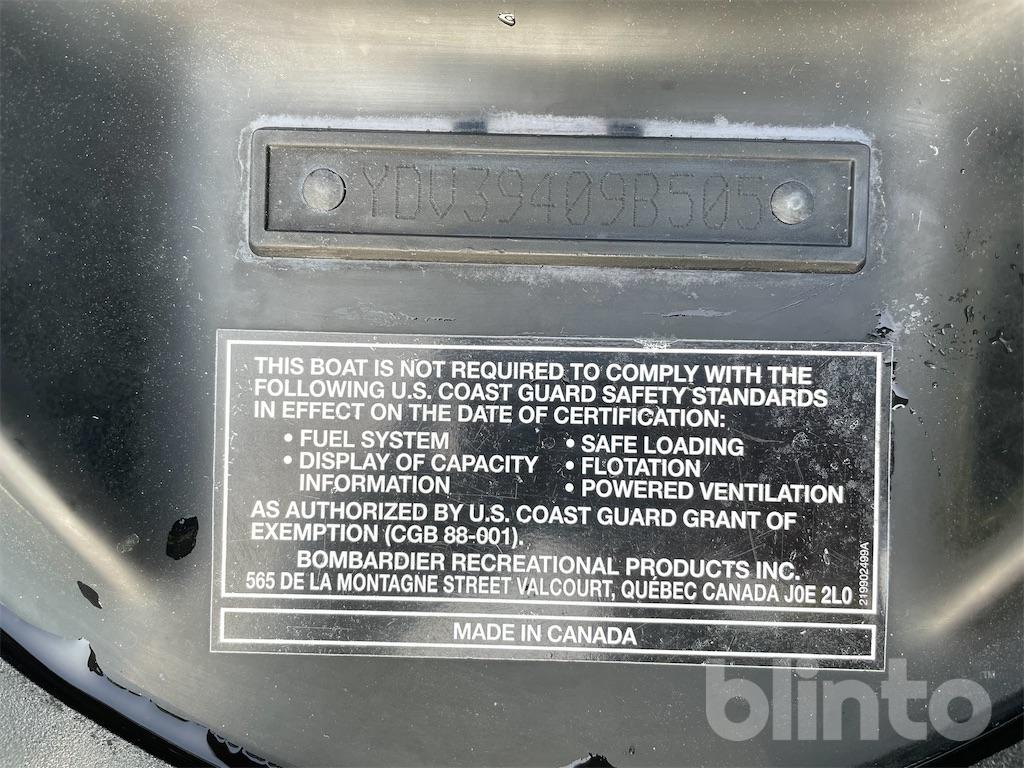 YDV39409B505
THIS BOAT IS NOT REQUIRED TO COMPLY WITH THE
FOLLOWING U.S. COAST GUARD SAFETY STANDARDS
IN EFFECT ON THE DATE OF CERTIFICATION:
• FUEL SYSTEM • SAFE LOADING
• DISPLAY OF CAPACITY • FLOTATION
INFORMATION • POWERED VENTILATION
AS AUTHORIZED BY U.S. COAST GUARD GRANT OF
EXEMPTION (CGB 88-001).
BOMBARDIER RECREATIONAL PRODUCTS INC.
565 DE LA MONTAGNE STREET VALCOURT, QUÉBEC CANADA J0E 2L0
219902499A
MADE IN CANADA
blinto™